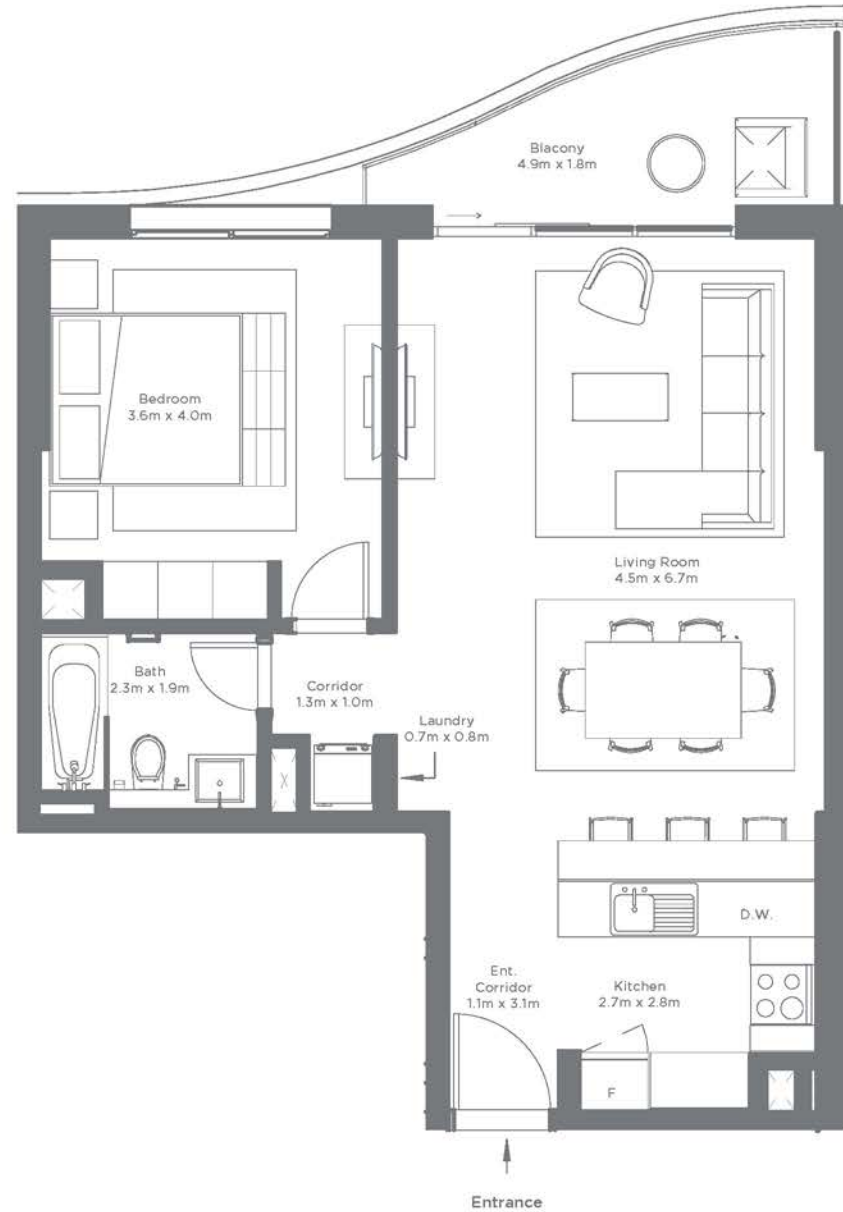 Blacony
4.9m x 1.8m
Bedroom
3.6m x 4.0m
Living Room
4.5m x 6.7m
Bath
2.3m x 1.9m
Corridor
1.3m x 1.0m
Laundry
0.7m x 0.8m
X
D.W.
Ent.
Corridor
1.1m x 3.1m
Kitchen
2.7m x 2.8m
F
Entrance